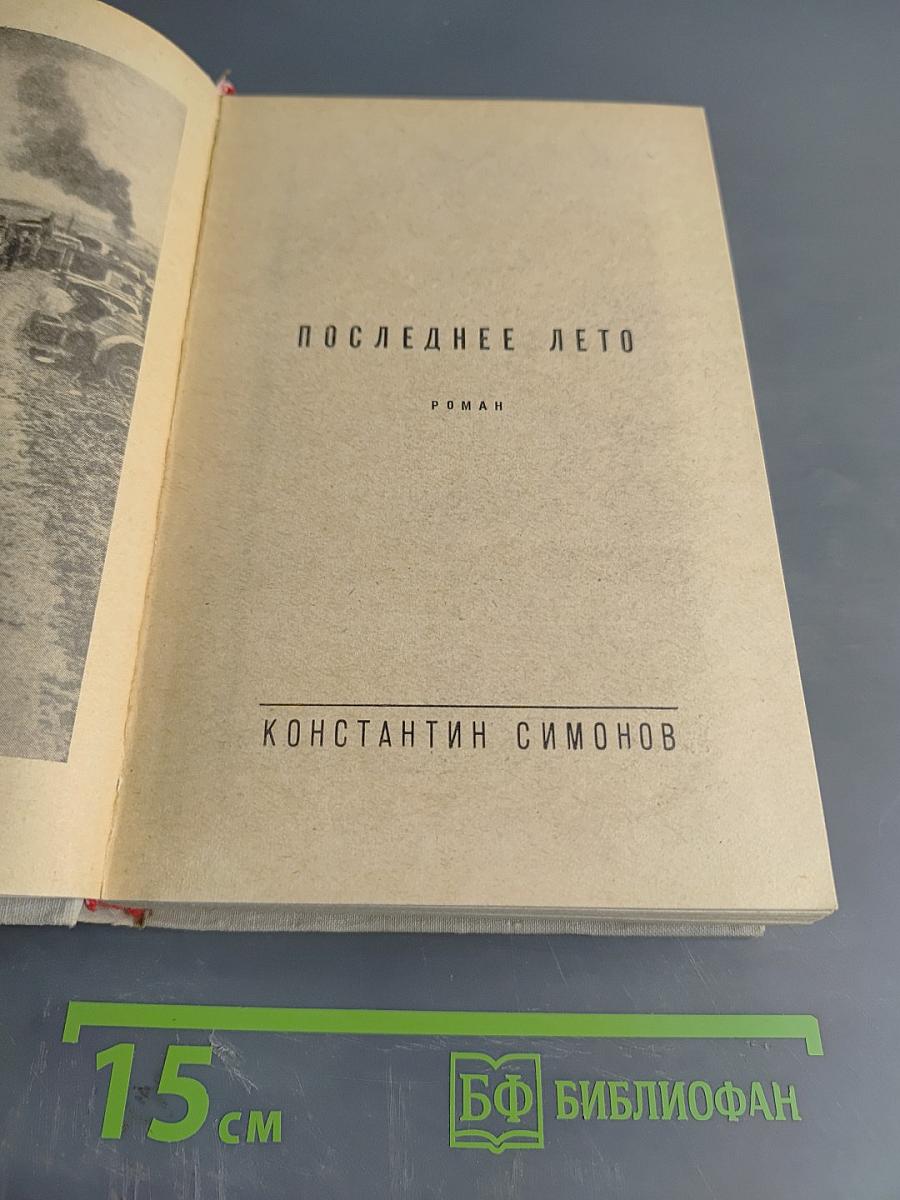 ПОСЛЕДНЕЕ ЛЕТО
РОМАН
КОНСТАНТИН СИМОНОВ
15 см
БФ БИБЛИОФАН